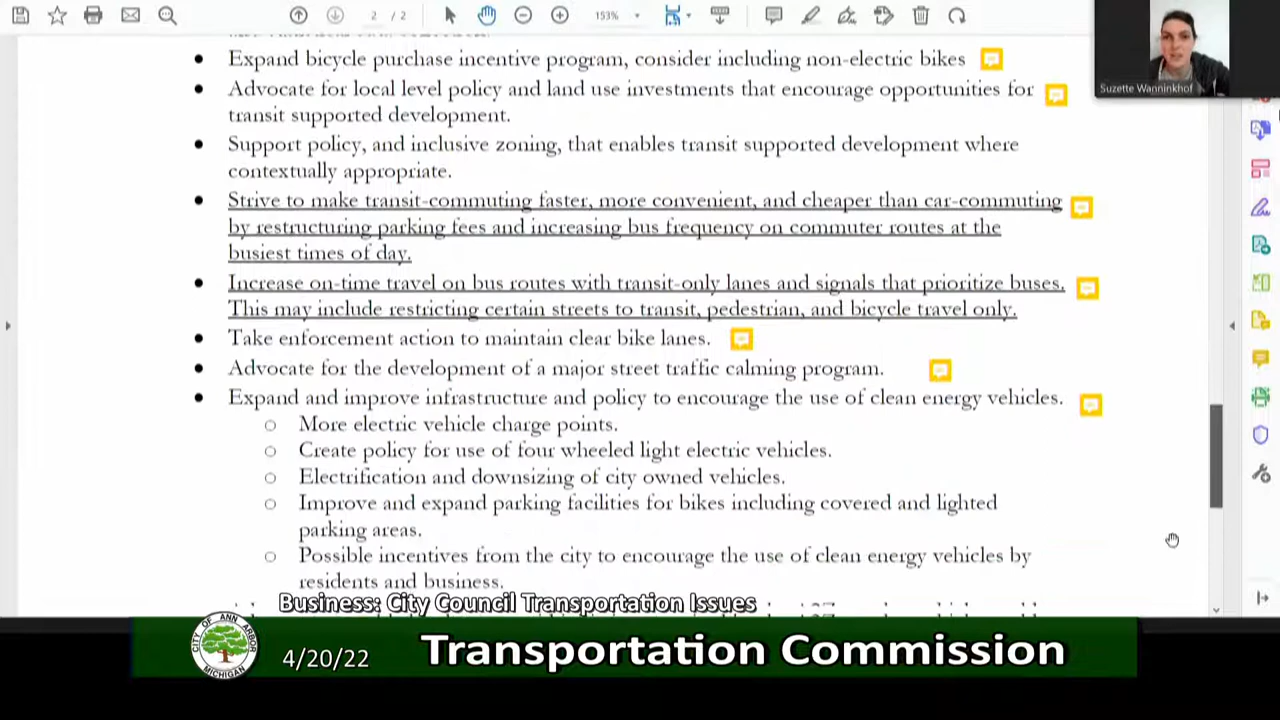 2 / 2
153%
Suzette Wanninkhof
Expand bicycle purchase incentive program, consider including non-electric bikes
Advocate for local level policy and land use investments that encourage opportunities for
transit supported development.
Support policy, and inclusive zoning, that enables transit supported development where
contextually appropriate.
Strive to make transit-commuting faster, more convenient, and cheaper than car-commuting
by restructuring parking fees and increasing bus frequency on commuter routes at the
busiest times of day.
Increase on-time travel on bus routes with transit-only lanes and signals that prioritize buses.
This may include restricting certain streets to transit, pedestrian, and bicycle travel only.
Take enforcement action to maintain clear bike lanes.
Advocate for the development of a major street traffic calming program.
Expand and improve infrastructure and policy to encourage the use of clean energy vehicles.
More electric vehicle charge points.
Create policy for use of four wheeled light electric vehicles.
Electrification and downsizing of city owned vehicles.
Improve and expand parking facilities for bikes including covered and lighted
parking areas.
Possible incentives from the city to encourage the use of clean energy vehicles by
residents and business.
Business: City Council Transportation Issues
CITY OF ANN ARBOR
MICHIGAN
4/20/22
Transportation Commission